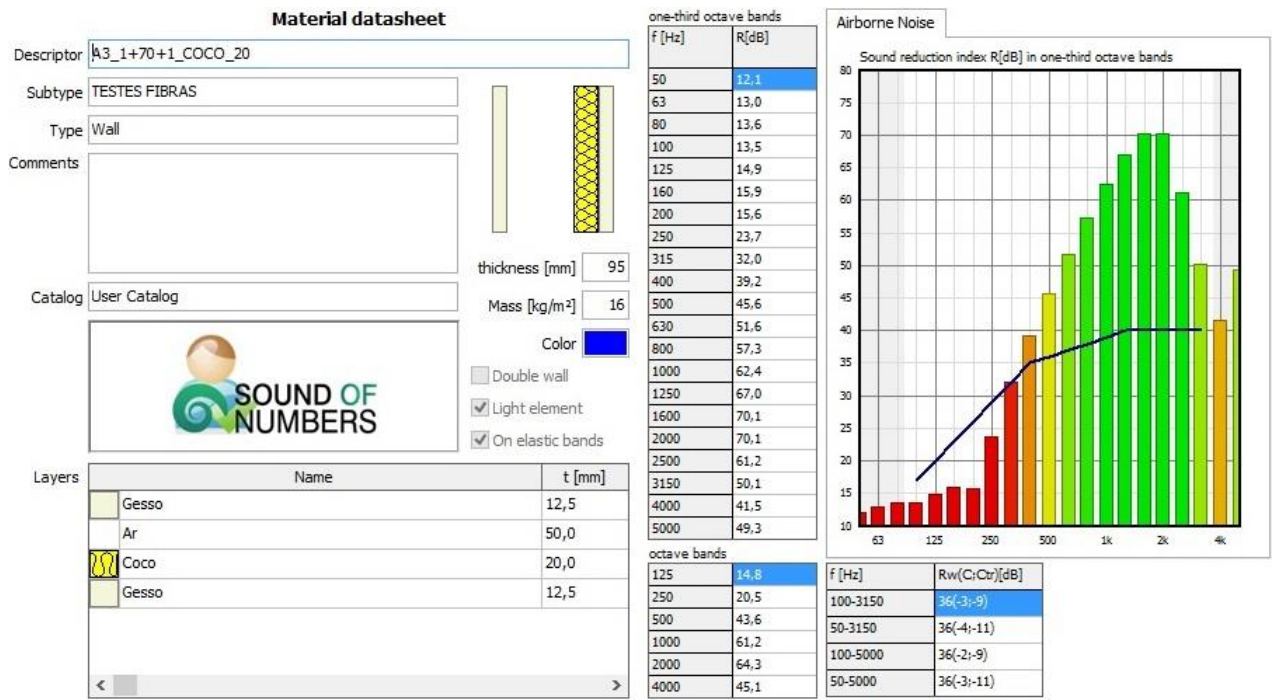 Material datasheet
Descriptor A3_1+70+1_COCO_20
Subtype TESTES FIBRAS
Type Wall
Comments
thickness [mm] 95
Catalog User Catalog
Mass [kg/m²] 16
Color
SOUND OF
NUMBERS
Double wall
Light element
On elastic bands
Layers Name t [mm]
Gesso 12,5
Ar 50,0
Coco 20,0
Gesso 12,5
one-third octave bands
f [Hz] R[dB]
50 12,1
63 13,0
80 13,6
100 13,5
125 14,9
160 15,9
200 15,6
250 23,7
315 32,0
400 39,2
500 45,6
630 51,6
800 57,3
1000 62,4
1250 67,0
1600 70,1
2000 70,1
2500 61,2
3150 50,1
4000 41,5
5000 49,3
octave bands
125 14,8
250 20,5
500 43,6
1000 61,2
2000 64,3
4000 45,1
Airborne Noise
Sound reduction index R[dB] in one-third octave bands
80
75
70
65
60
55
50
45
40
35
30
25
20
15
10
63 125 250 500 1k 2k 4k
f [Hz] Rw(C;Ctr)[dB]
100-3150 36(-3;-9)
50-3150 36(-4;-11)
100-5000 36(-2;-9)
50-5000 36(-3;-11)